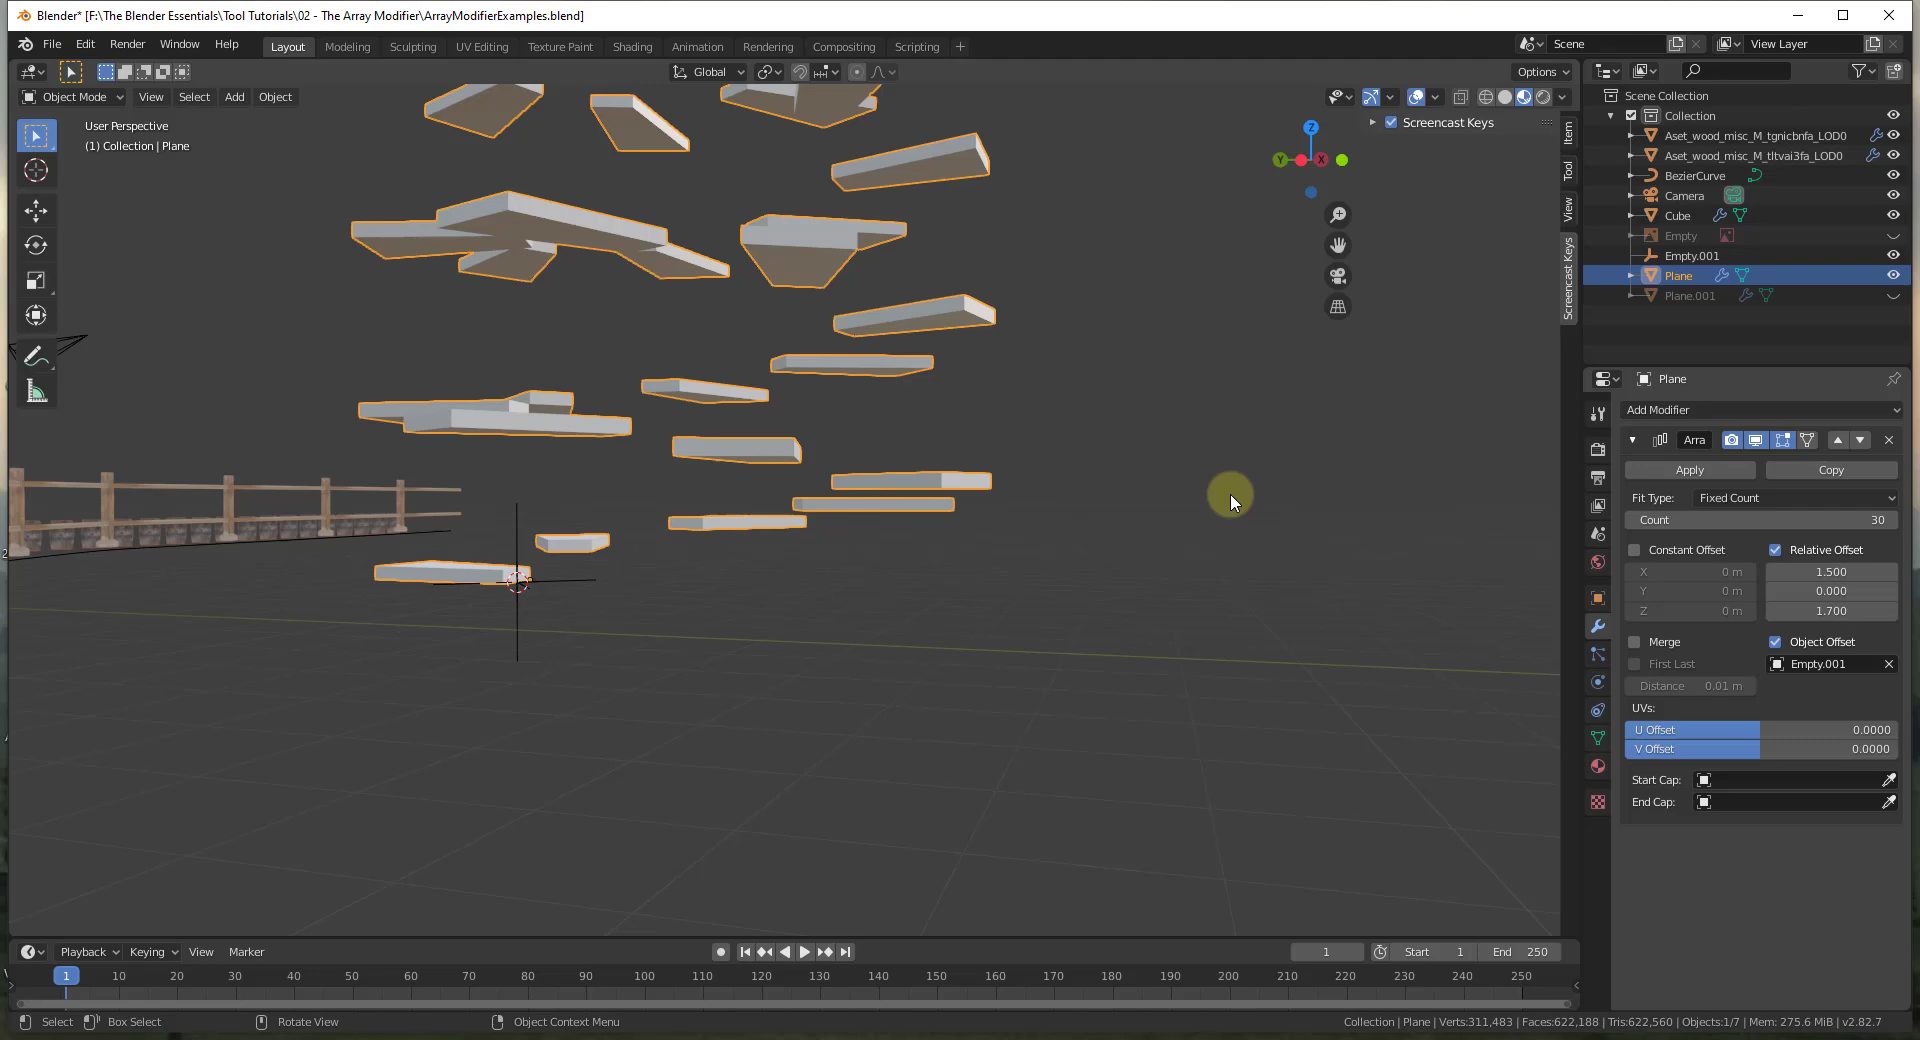 Blender* [F:\The Blender Essentials\Tool Tutorials\02 - The Array Modifier\ArrayModifierExamples.blend]
File Edit Render Window Help Layout Modeling Sculpting UV Editing Texture Paint Shading Animation Rendering Compositing Scripting + Scene View Layer
Global Options
Object Mode View Select Add Object
User Perspective
(1) Collection | Plane
Screencast Keys
Z
Y
X
Item
Tool
View
Screencast Keys
Scene Collection
Collection
Aset_wood_misc_M_tgnicbnfa_LOD0
Aset_wood_misc_M_tltvai3fa_LOD0
BezierCurve
Camera
Cube
Empty
Empty.001
Plane
Plane.001
Plane
Add Modifier
Arra
Apply Copy
Fit Type: Fixed Count
Count 30
Constant Offset Relative Offset
X 0 m 1.500
Y 0 m 0.000
Z 0 m 1.700
Merge Object Offset
First Last Empty.001
Distance 0.01 m
UVs:
U Offset 0.0000
V Offset 0.0000
Start Cap:
End Cap:
Playback Keying View Marker 1 Start 1 End 250
1 10 20 30 40 50 60 70 80 90 100 110 120 130 140 150 160 170 180 190 200 210 220 230 240 250
Select Box Select Rotate View Object Context Menu Collection | Plane | Verts:311,483 | Faces:622,188 | Tris:622,560 | Objects:1/7 | Mem: 275.6 MiB | v2.82.7